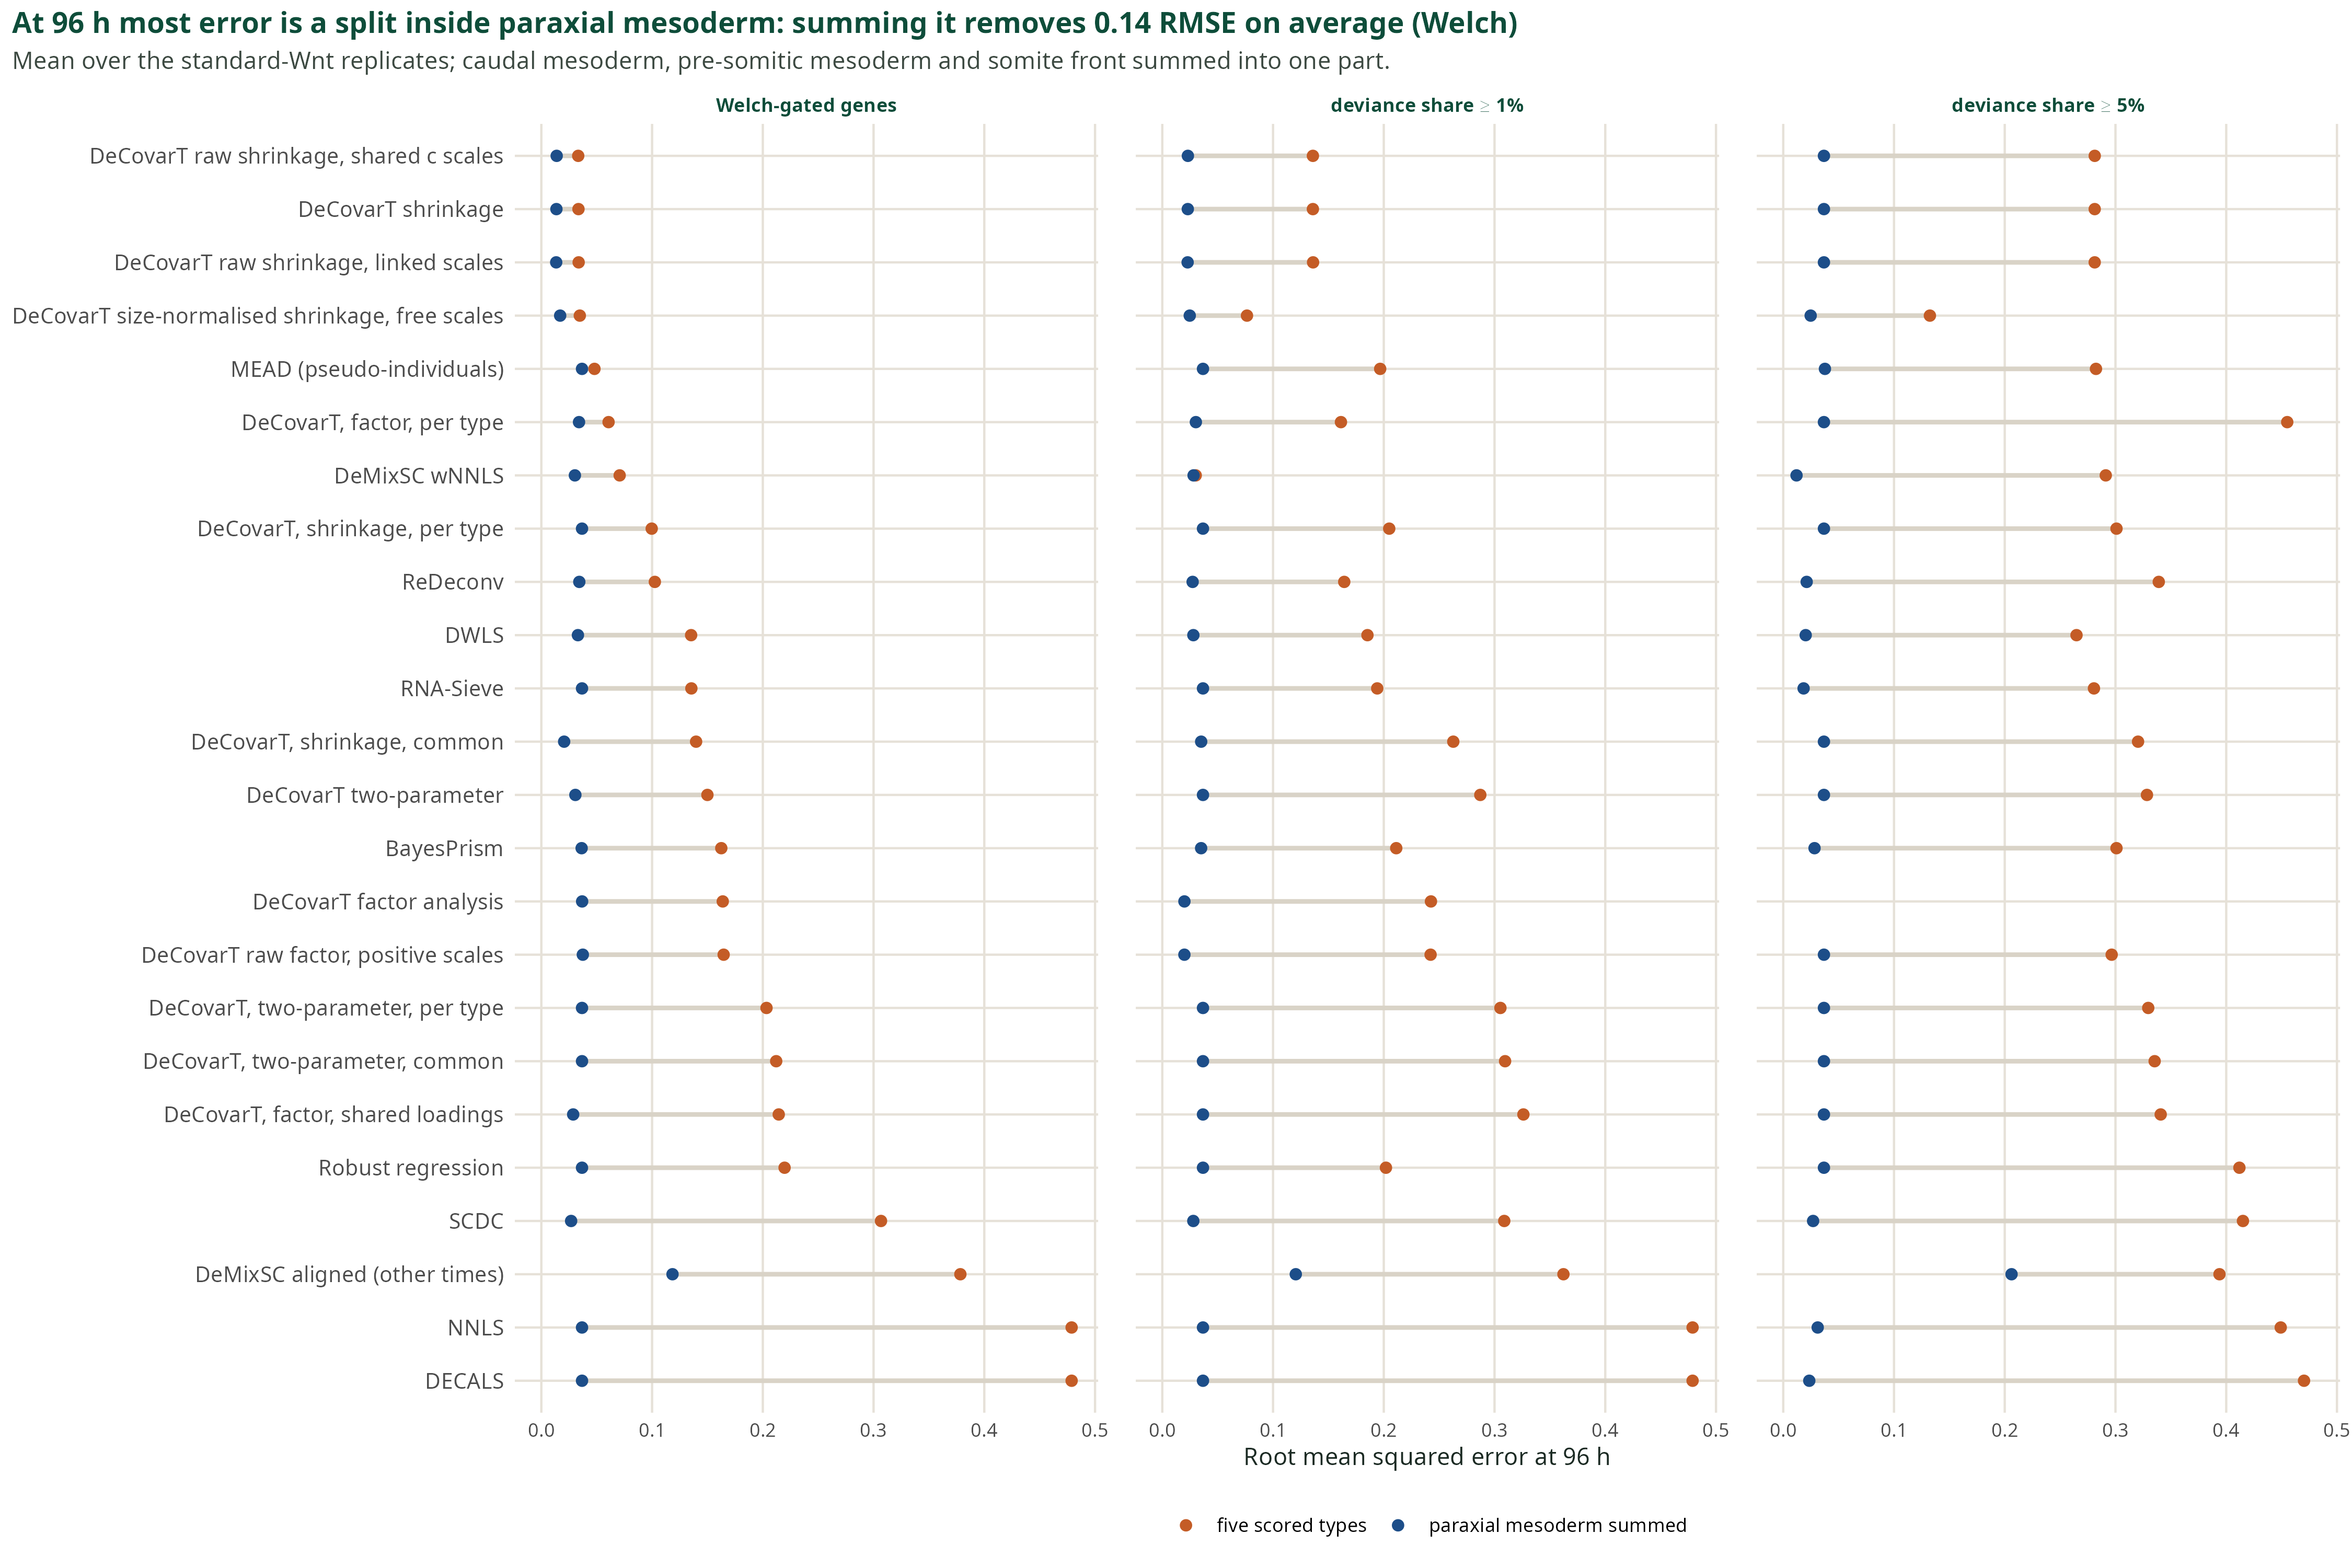 At 96 h most error is a split inside paraxial mesoderm: summing it removes 0.14 RMSE on average (Welch)
Mean over the standard-Wnt replicates; caudal mesoderm, pre-somitic mesoderm and somite front summed into one part.
Welch-gated genes
deviance share ≥ 1%
deviance share ≥ 5%
DeCovarT raw shrinkage, shared c scales
DeCovarT shrinkage
DeCovarT raw shrinkage, linked scales
DeCovarT size-normalised shrinkage, free scales
MEAD (pseudo-individuals)
DeCovarT, factor, per type
DeMixSC wNNLS
DeCovarT, shrinkage, per type
ReDeconv
DWLS
RNA-Sieve
DeCovarT, shrinkage, common
DeCovarT two-parameter
BayesPrism
DeCovarT factor analysis
DeCovarT raw factor, positive scales
DeCovarT, two-parameter, per type
DeCovarT, two-parameter, common
DeCovarT, factor, shared loadings
Robust regression
SCDC
DeMixSC aligned (other times)
NNLS
DECALS
0.0 0.1 0.2 0.3 0.4 0.5
0.0 0.1 0.2 0.3 0.4 0.5
0.0 0.1 0.2 0.3 0.4 0.5
Root mean squared error at 96 h
five scored types
paraxial mesoderm summed